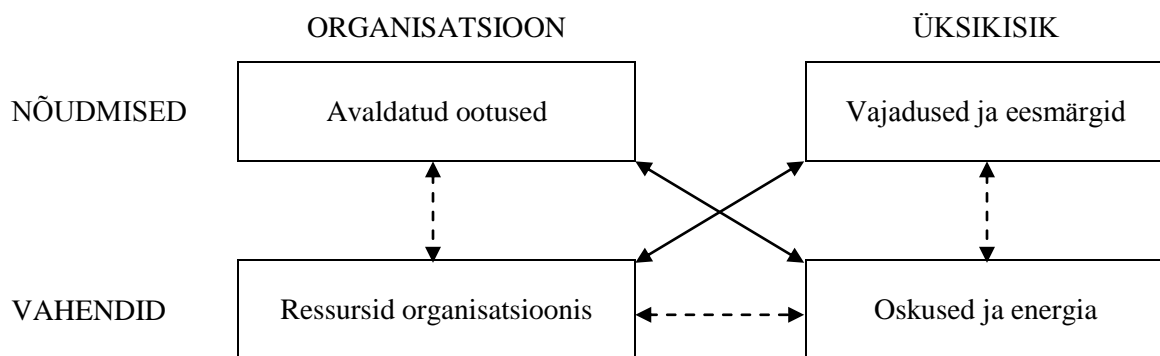 ORGANISATSIOON ÜKSIKISIK
NÕUDMISED Avaldatud ootused Vajadused ja eesmärgid
VAHENDID Ressursid organisatsioonis Oskused ja energia